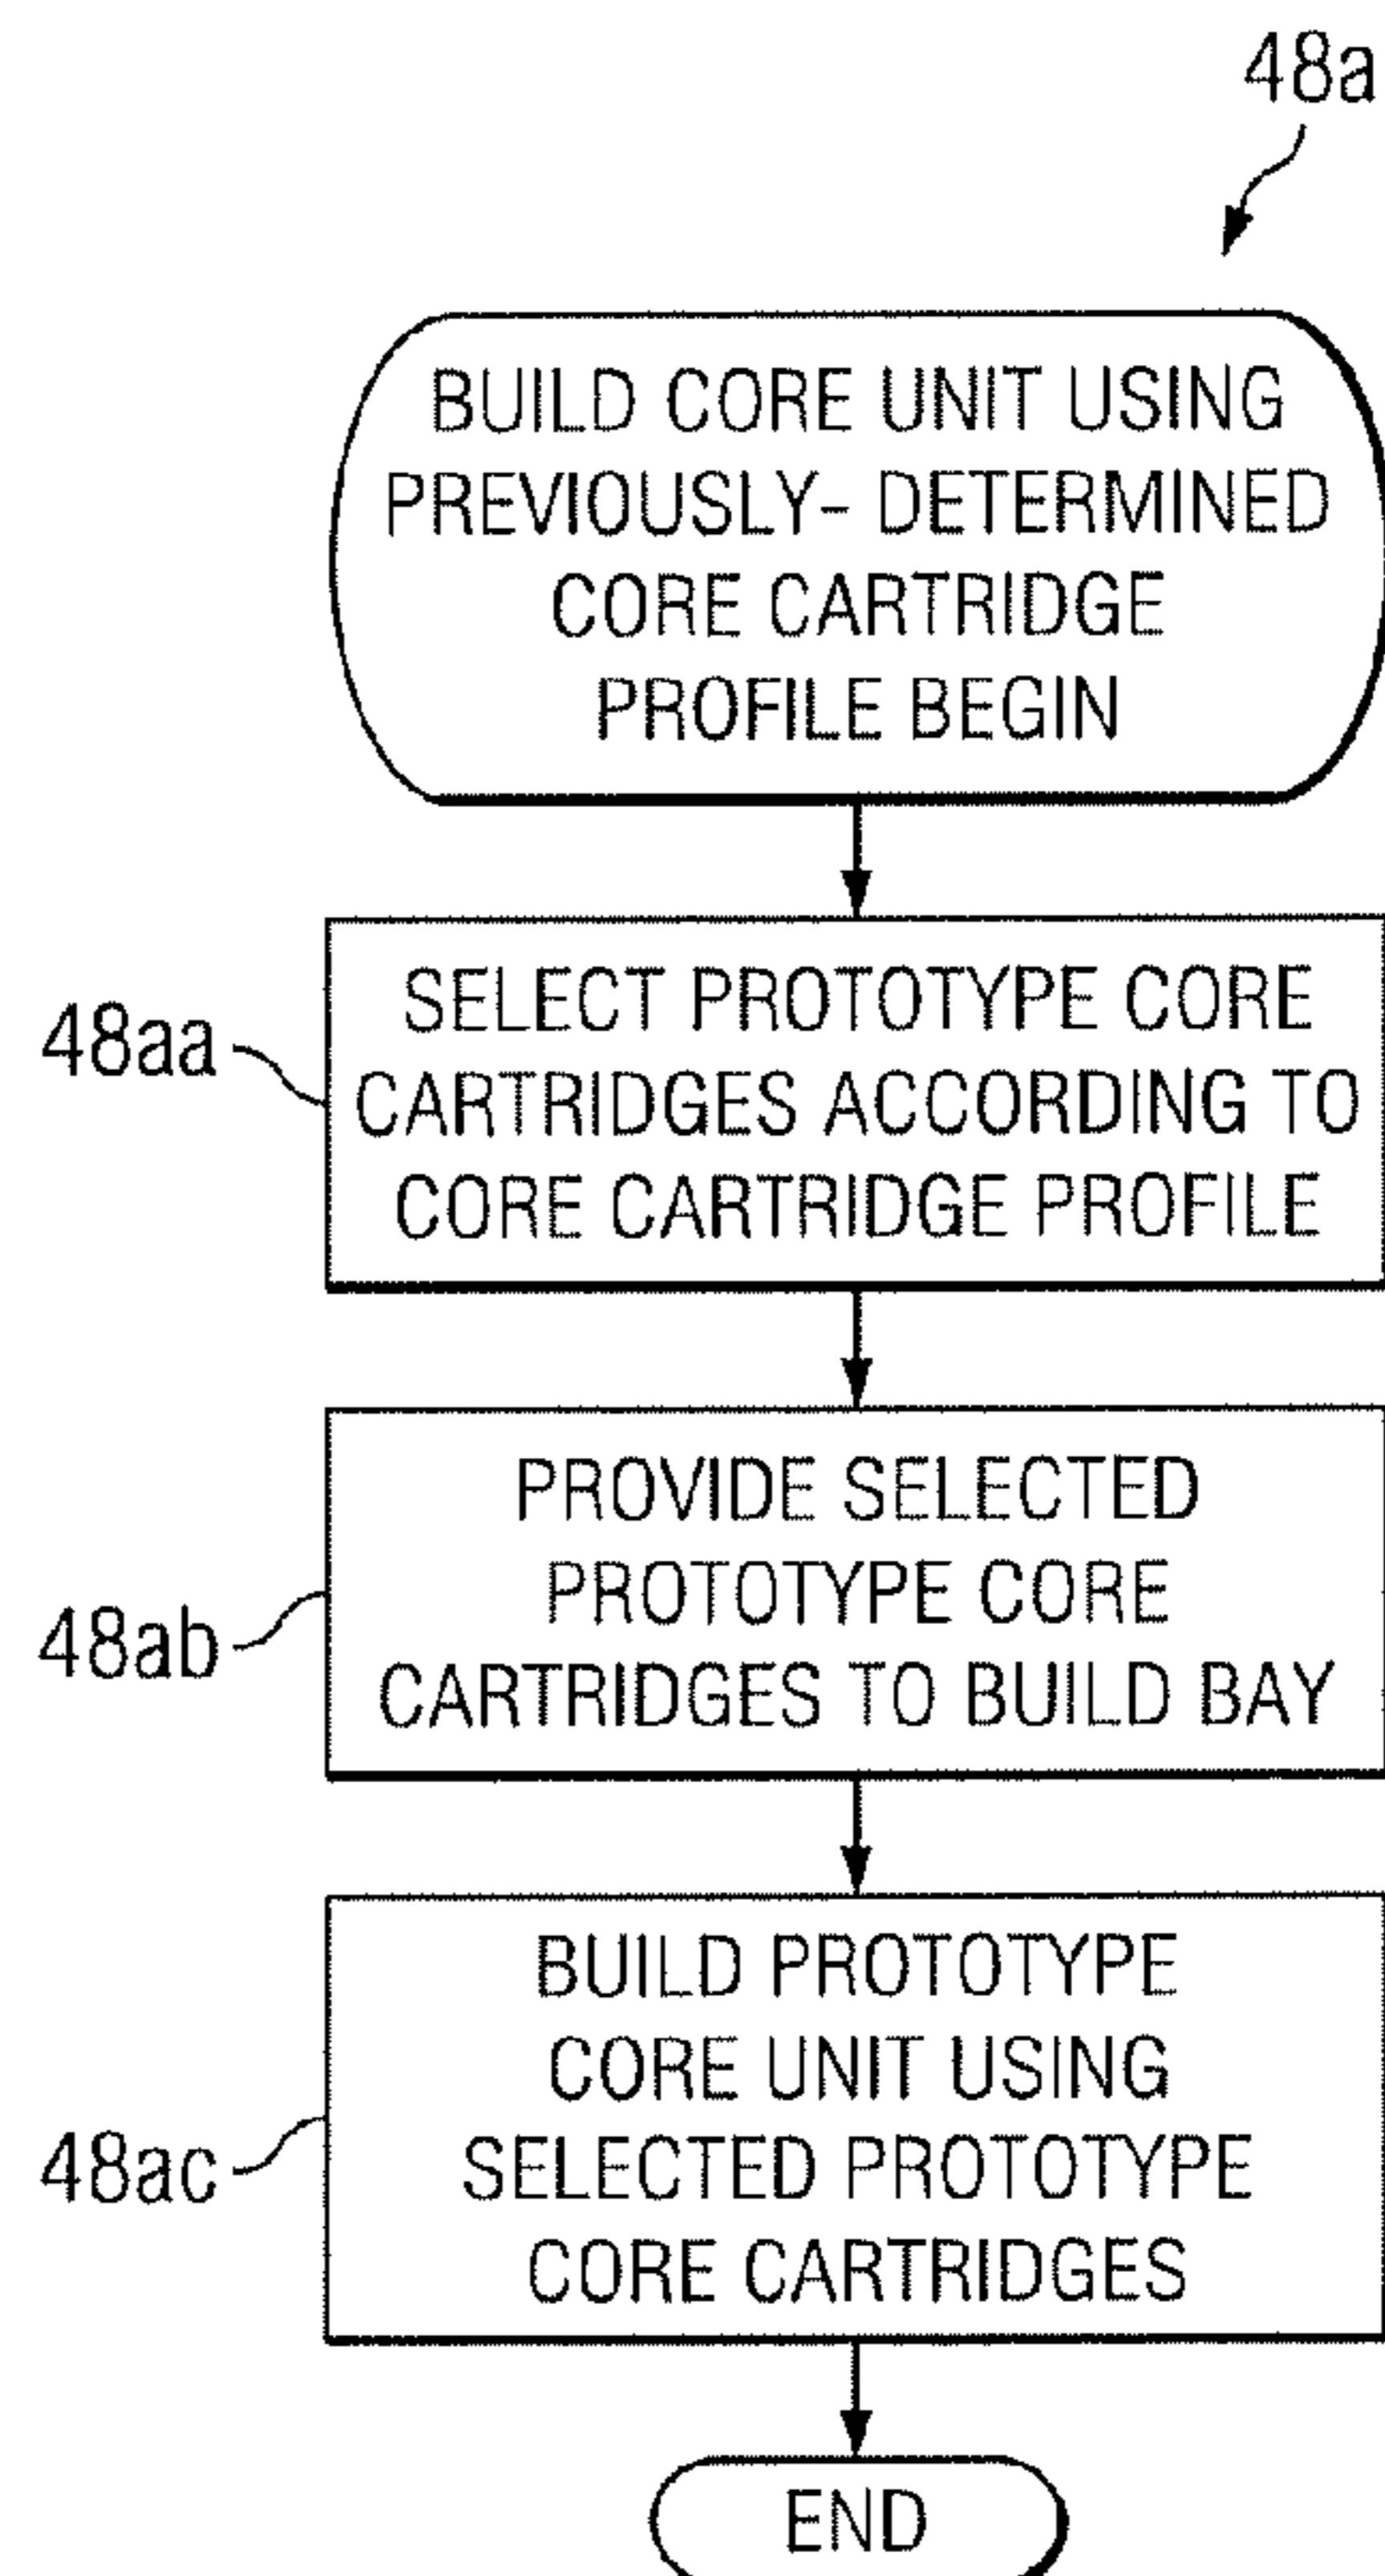 48a
BUILD CORE UNIT USING
PREVIOUSLY- DETERMINED
CORE CARTRIDGE
PROFILE BEGIN
48aa
SELECT PROTOTYPE CORE
CARTRIDGES ACCORDING TO
CORE CARTRIDGE PROFILE
48ab
PROVIDE SELECTED
PROTOTYPE CORE
CARTRIDGES TO BUILD BAY
48ac
BUILD PROTOTYPE
CORE UNIT USING
SELECTED PROTOTYPE
CORE CARTRIDGES
END